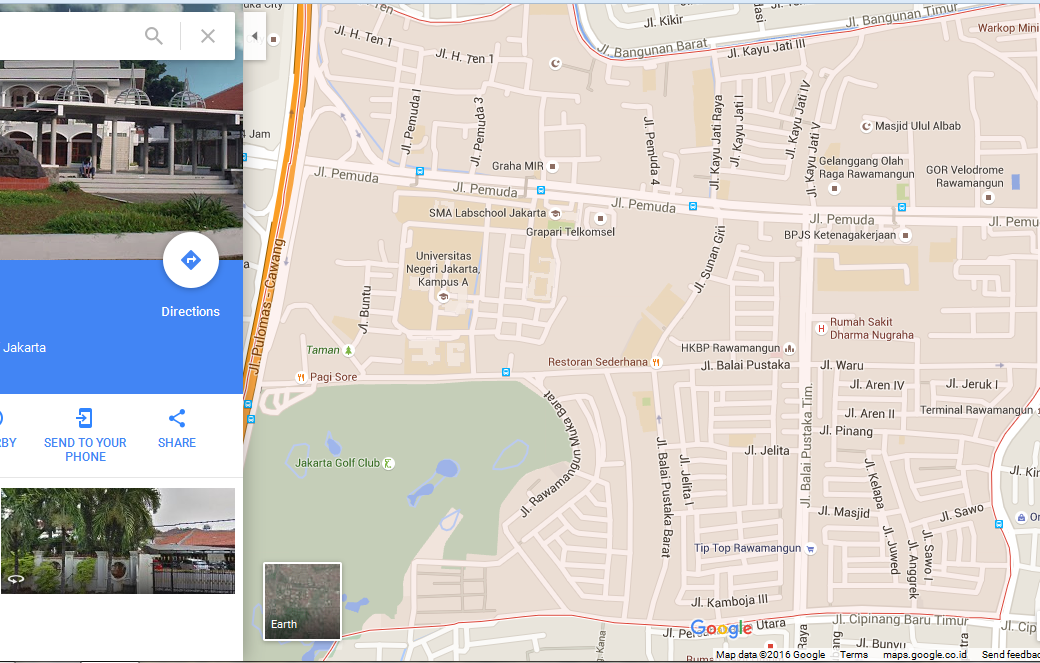 uka City
Jl. Kikir
Jl. Bangunan Timur
Jl. Bangunan Barat
Jl. Kayu Jati III
Warkop Mini
Jl. H. Ten 1
Jl. H. Ten 1
4 Jam
Jl. Pemuda I
Jl. Pemuda 3
Jl. Pemuda 4
Jl. Kayu Jati Raya
Jl. Kayu Jati I
Jl. Kayu Jati IV
Jl. Kayu Jati V
Masjid Ulul Albab
Graha MIR
Gelanggang Olah
Raga Rawamangun
GOR Velodrome
Rawamangun
Jl. Pemuda
Jl. Pemuda
Jl. Pemuda
Jl. Pemuda
Jl. Pemu
SMA Labschool Jakarta
Grapari Telkomsel
BPJS Ketenagakerjaan
Universitas
Negeri Jakarta,
Kampus A
Jl. Sunan Giri
Jl. Pulomas - Cawang
Jl. Buntu
Directions
Jakarta
Taman
Pagi Sore
Restoran Sederhana
HKBP Rawamangun
Rumah Sakit
Dharma Nugraha
Jl. Balai Pustaka
Jl. Waru
Jl. Aren IV
Jl. Jeruk I
Jl. Aren II
Terminal Rawamangun
Jl. Pinang
Jl. Balai Pustaka Tim.
Jl. Rawamangun Muka Barat
RBY
SEND TO YOUR
PHONE
SHARE
Jakarta Golf Club
Jl. Jelita
Jl. Jelita I
Jl. Balai Pustaka Barat
Jl. Kelapa
Jl. Kir
Jl. Masjid
Jl. Sawo
Jl. Sawo I
Jl. Juwed
Jl. Anggrek
Tip Top Rawamangun
Jl. Kamboja III
Jl. Cipinang Baru Timur
Jl. Cip
Earth
Google
Utara
Raya
Jl. Bunyu
Map data ©2016 Google
Terms
maps.google.co.id
Send feedbac